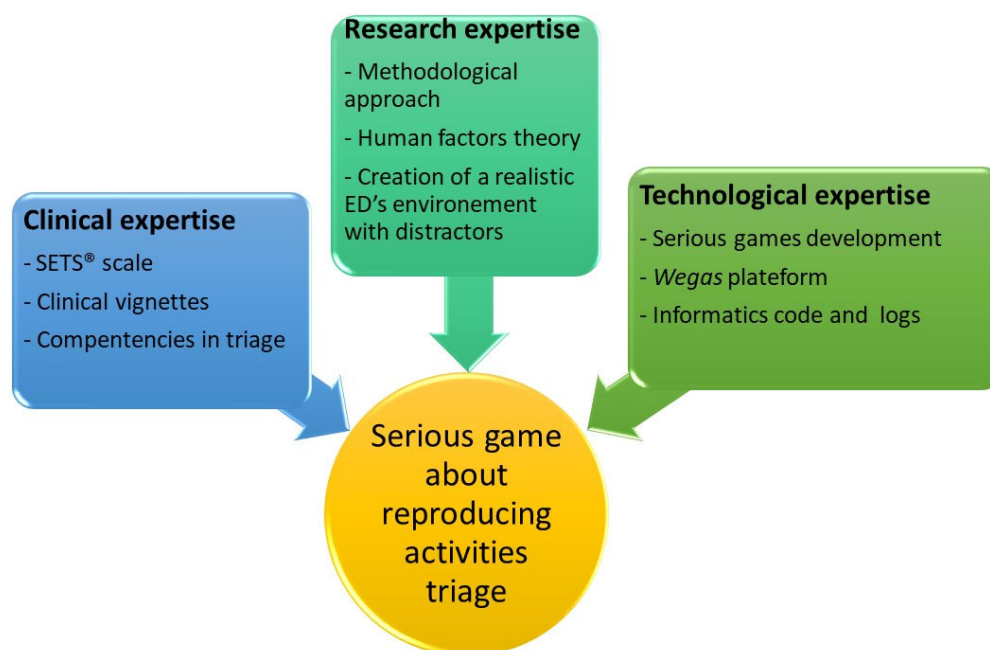 Research expertise
- Methodological
approach
- Human factors theory
- Creation of a realistic
ED's environement
with distractors
Clinical expertise
- SETS® scale
- Clinical vignettes
- Compentencies in triage
Technological expertise
- Serious games development
- Wegas plateform
- Informatics code and logs
Serious game
about
reproducing
activities
triage